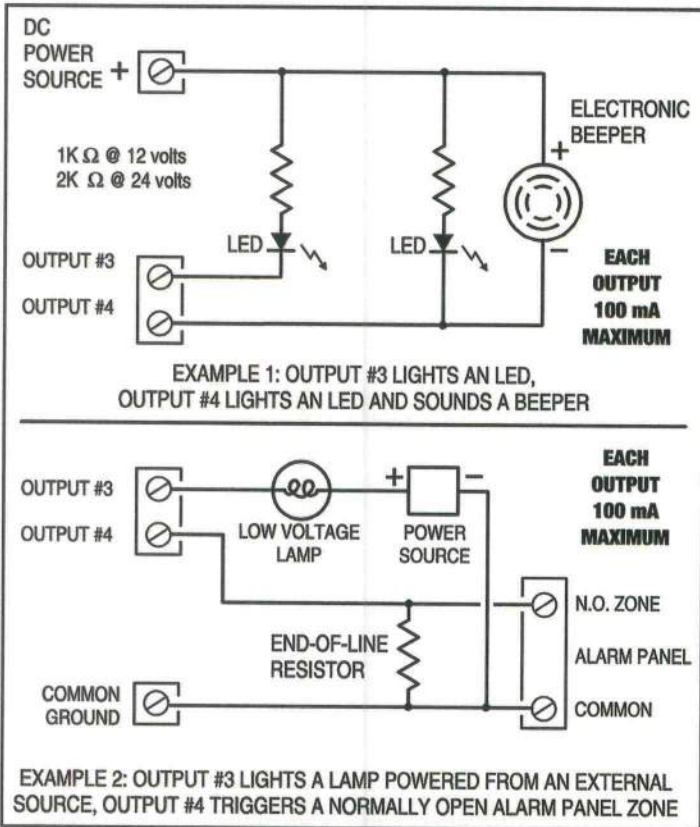 DC
POWER
SOURCE +
ELECTRONIC
BEEPER
+
1K Ω @ 12 volts
2K Ω @ 24 volts
LED
LED
−
OUTPUT #3
OUTPUT #4
EACH
OUTPUT
100 mA
MAXIMUM
EXAMPLE 1: OUTPUT #3 LIGHTS AN LED,
OUTPUT #4 LIGHTS AN LED AND SOUNDS A BEEPER
OUTPUT #3
OUTPUT #4
+ −
LOW VOLTAGE
LAMP
POWER
SOURCE
EACH
OUTPUT
100 mA
MAXIMUM
N.O. ZONE
ALARM PANEL
COMMON
END-OF-LINE
RESISTOR
COMMON
GROUND
EXAMPLE 2: OUTPUT #3 LIGHTS A LAMP POWERED FROM AN EXTERNAL
SOURCE, OUTPUT #4 TRIGGERS A NORMALLY OPEN ALARM PANEL ZONE